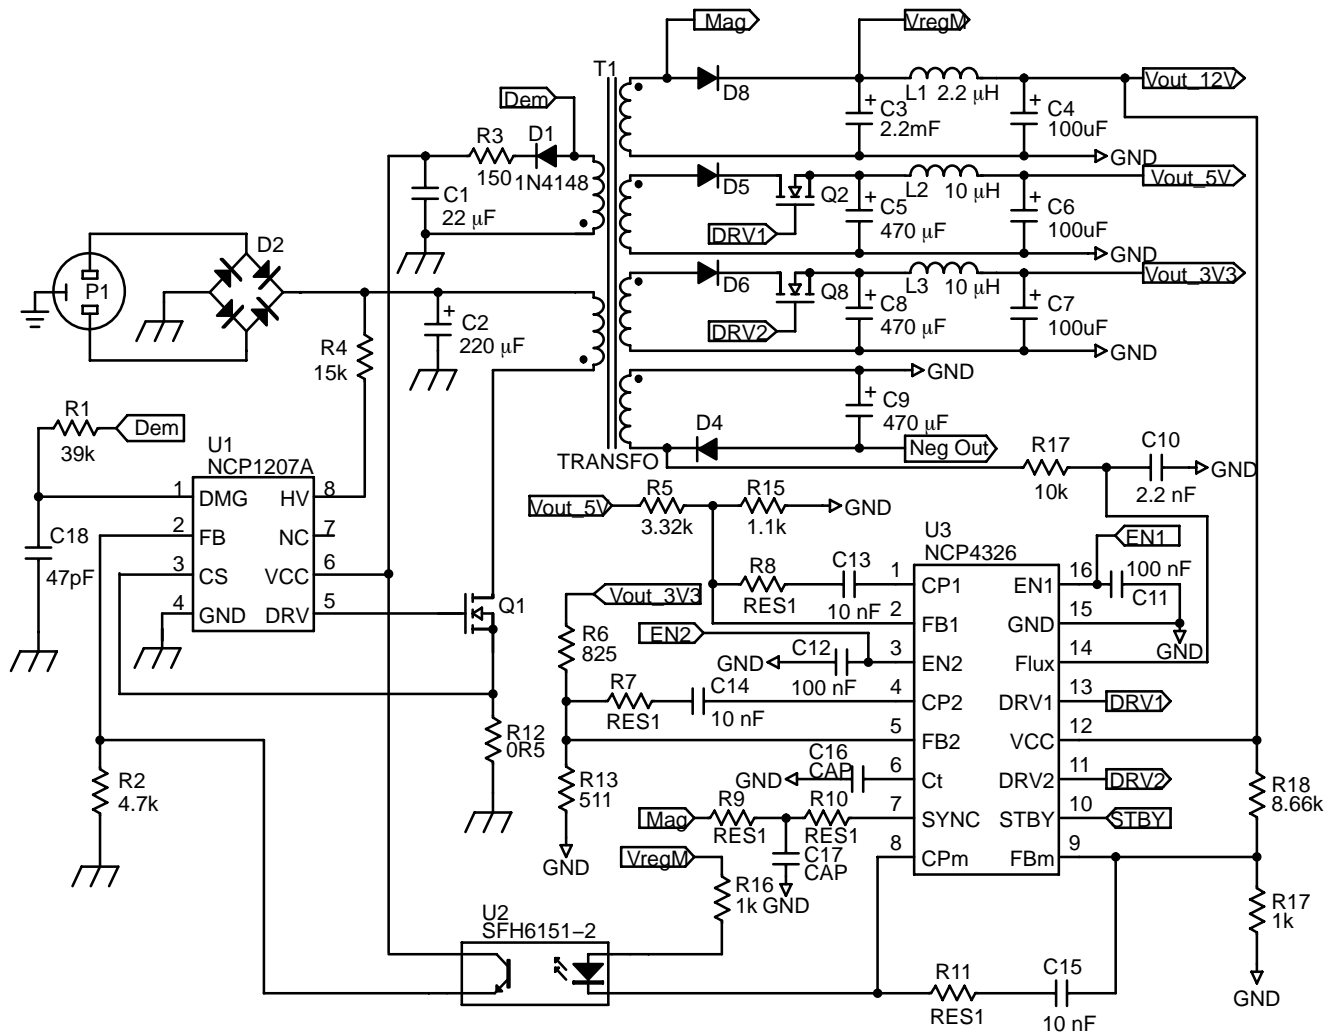 Mag
VregM
T1
D8
L1 2.2 µH
Vout_12V
+
C3
2.2mF
+
C4
100uF
GND
Dem
R3
150
D1
1N4148
C1
22 µF
D5
Q2
DRV1
L2 10 µH
Vout_5V
+
C5
470 µF
+
C6
100uF
GND
D2
P1
D6
Q8
DRV2
L3 10 µH
Vout_3V3
+
C8
470 µF
+
C7
100uF
GND
+
C2
220 µF
R4
15k
GND
+
C9
470 µF
D4
Neg Out
TRANSFO
R1
39k
Dem
U1
NCP1207A
1 DMG HV 8
2 FB NC 7
3 CS VCC 6
4 GND DRV 5
C18
47pF
Q1
R12
0R5
R2
4.7k
R17
10k
C10
2.2 nF
GND
Vout_5V
R5
3.32k
R15
1.1k
GND
R8
RES1
C13
10 nF
Vout_3V3
R6
825
EN2
GND
C12
100 nF
R7
RES1
C14
10 nF
R13
511
GND
GND
C16
CAP
Mag
R9
RES1
R10
RES1
C17
CAP
GND
VregM
R16
1k
U3
NCP4326
1 CP1 EN1 16
2 FB1 GND 15
3 EN2 Flux 14
4 CP2 DRV1 13
5 FB2 VCC 12
6 Ct DRV2 11
7 SYNC STBY 10
8 CPm FBm 9
EN1
100 nF
C11
GND
DRV1
DRV2
STBY
R18
8.66k
R17
1k
GND
U2
SFH6151−2
R11
RES1
C15
10 nF